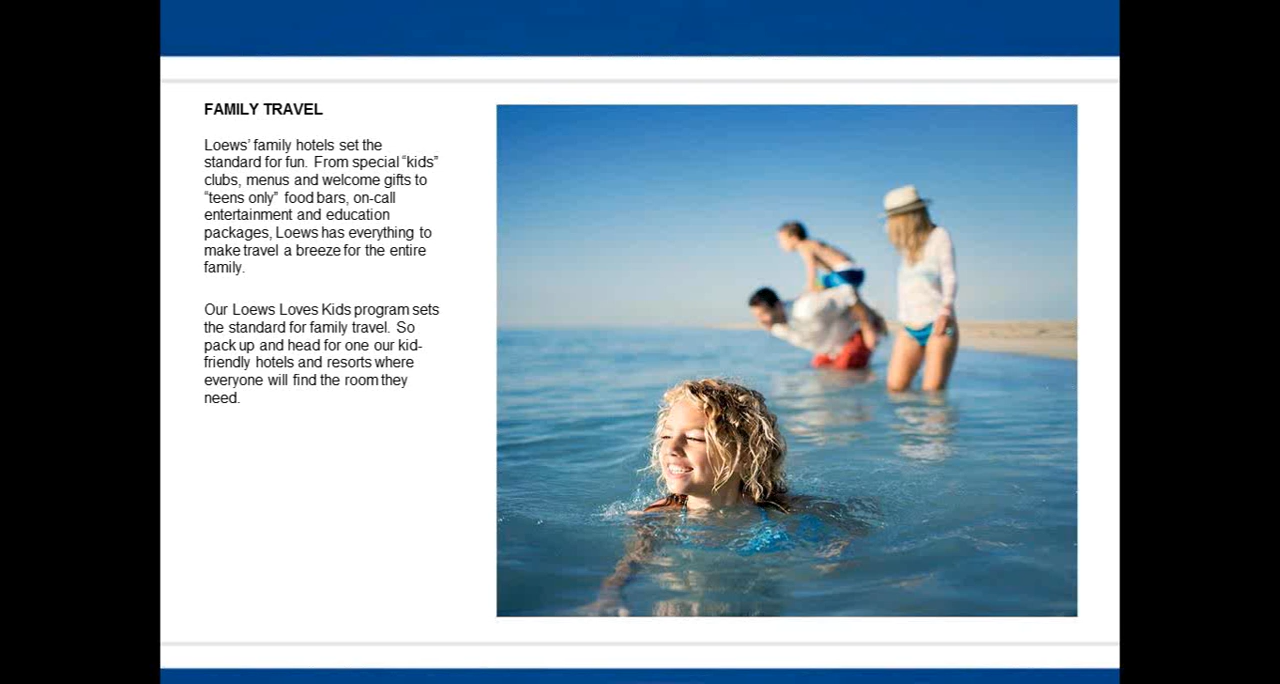 FAMILY TRAVEL
Loews’ family hotels set the
standard for fun. From special “kids”
clubs, menus and welcome gifts to
“teens only” food bars, on-call
entertainment and education
packages, Loews has everything to
make travel a breeze for the entire
family.
Our Loews Loves Kids program sets
the standard for family travel. So
pack up and head for one our kid-
friendly hotels and resorts where
everyone will find the room they
need.